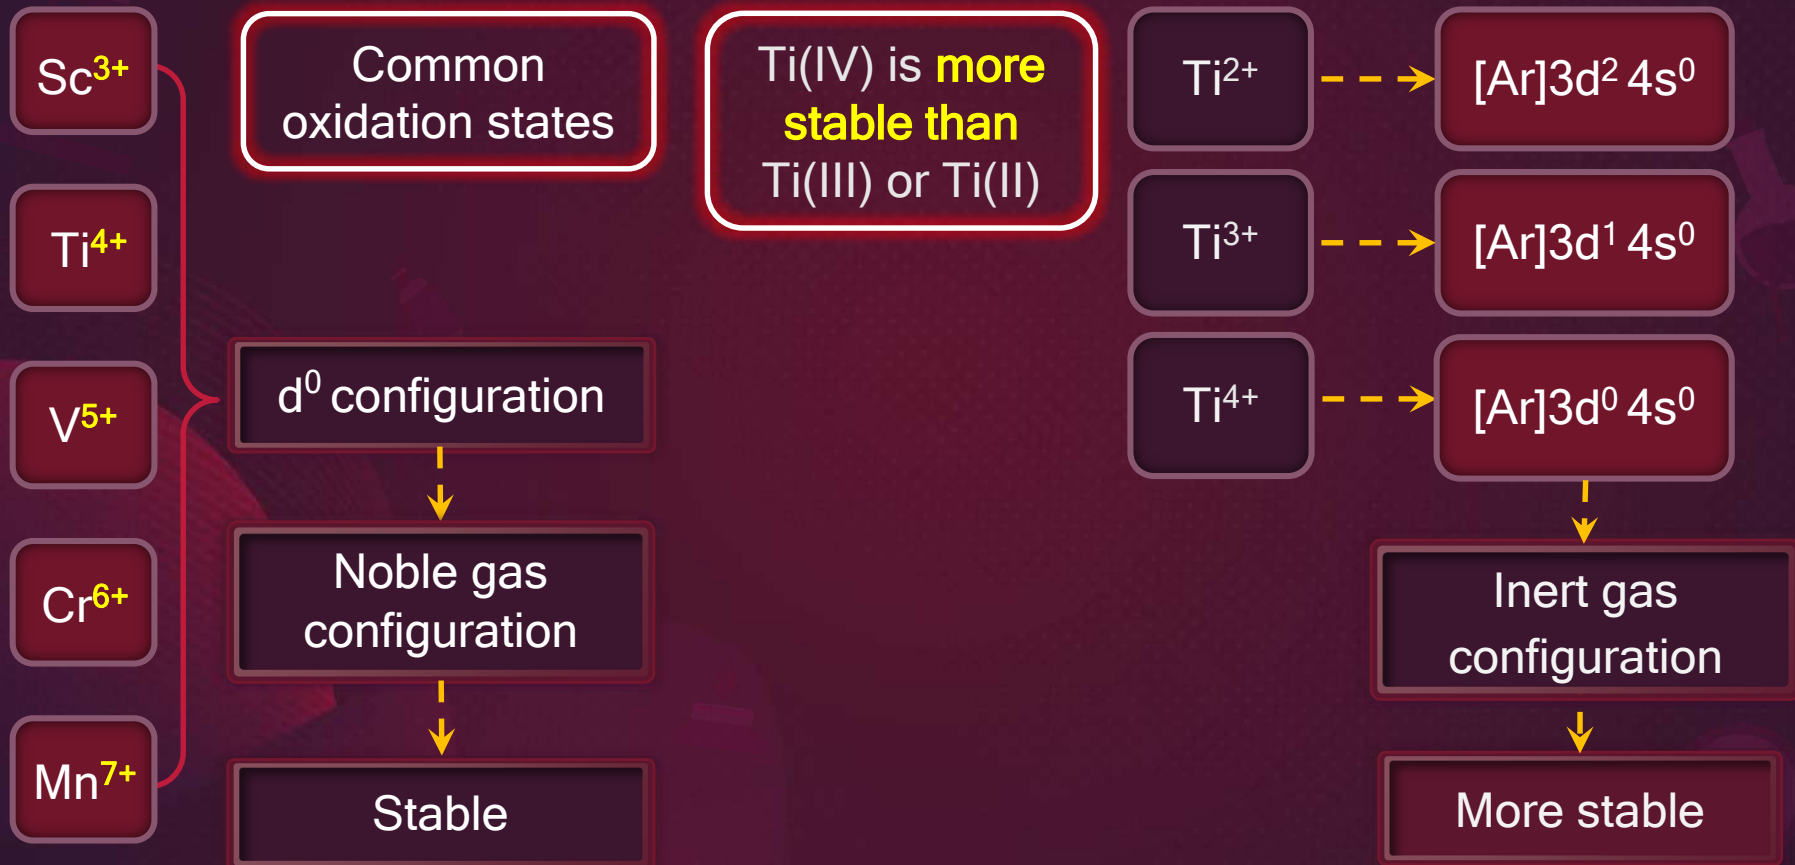 Sc³⁺
Ti⁴⁺
V⁵⁺
Cr⁶⁺
Mn⁷⁺
Common
oxidation states
d⁰ configuration
Noble gas
configuration
Stable
Ti(IV) is more
stable than
Ti(III) or Ti(II)
Ti²⁺
[Ar]3d² 4s⁰
Ti³⁺
[Ar]3d¹ 4s⁰
Ti⁴⁺
[Ar]3d⁰ 4s⁰
Inert gas
configuration
More stable